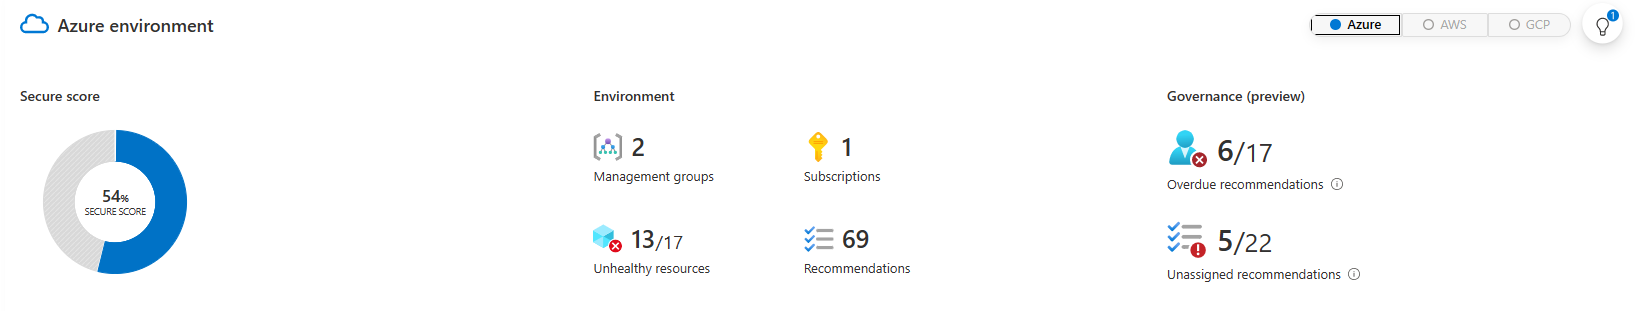 Azure environment
Azure
AWS
GCP
1
Secure score
54%
SECURE SCORE
Environment
2
Management groups
1
Subscriptions
13/17
Unhealthy resources
69
Recommendations
Governance (preview)
6/17
Overdue recommendations
5/22
Unassigned recommendations